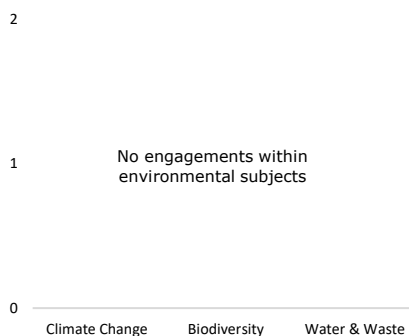 2
1
No engagements within
environmental subjects
0
Climate Change Biodiversity Water & Waste